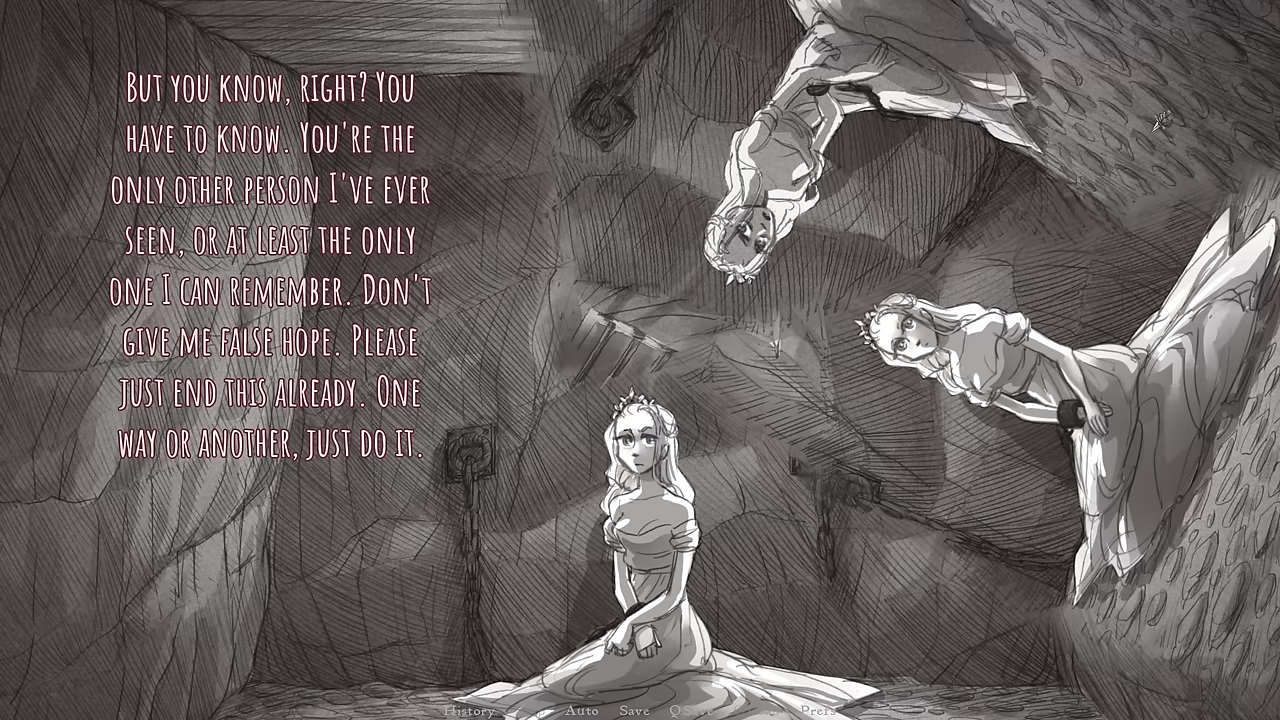 But you know, right? You
have to know. You're the
only other person I've ever
seen, or at least the only
one I can remember. Don't
give me false hope. Please
just end this already. One
way or another, just do it.
History Auto Save Q.Save Prefs